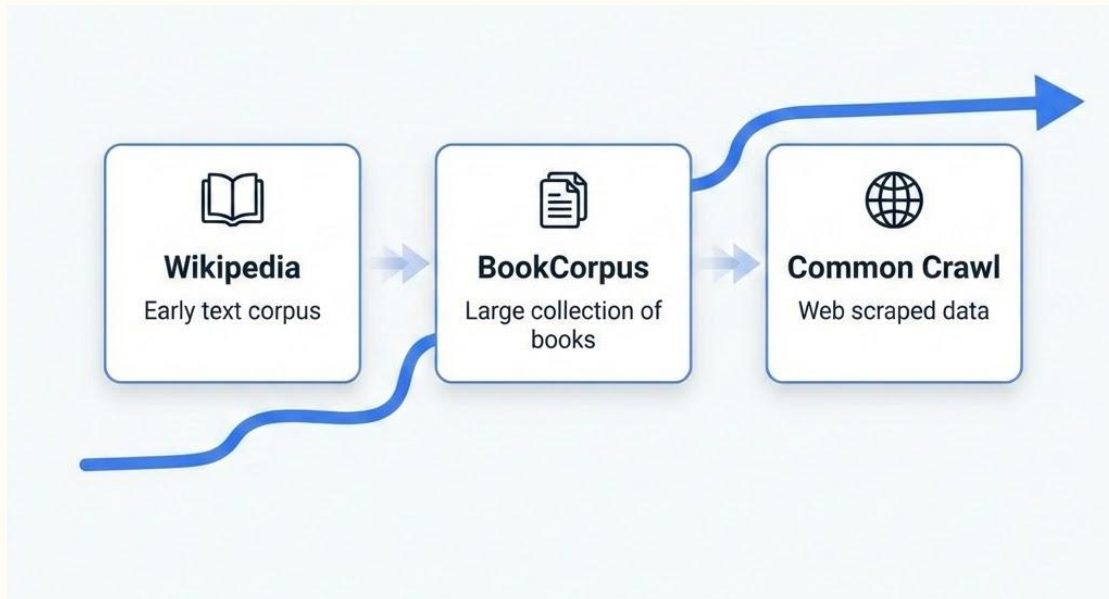 Wikipedia
Early text corpus
BookCorpus
Large collection of
books
Common Crawl
Web scraped data